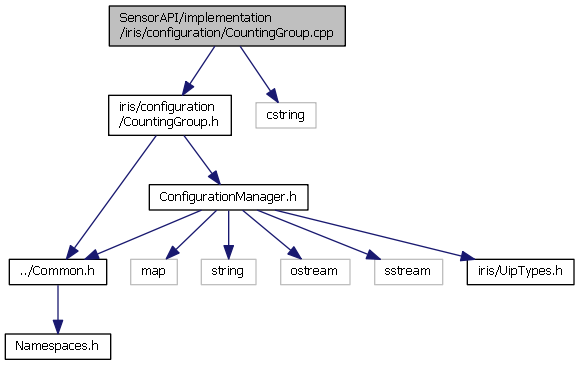 SensorAPI/implementation
/iris/configuration/CountingGroup.cpp
iris/configuration
/CountingGroup.h
cstring
ConfigurationManager.h
../Common.h
map
string
ostream
sstream
iris/UipTypes.h
Namespaces.h